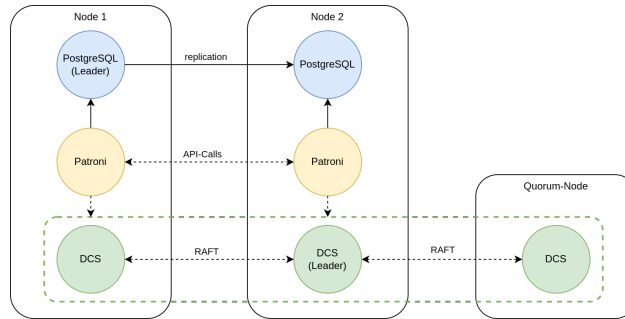 Node 1
Node 2
PostgreSQL
(Leader)
replication
PostgreSQL
Patroni
API-Calls
Patroni
Quorum-Node
DCS
RAFT
DCS
(Leader)
RAFT
DCS